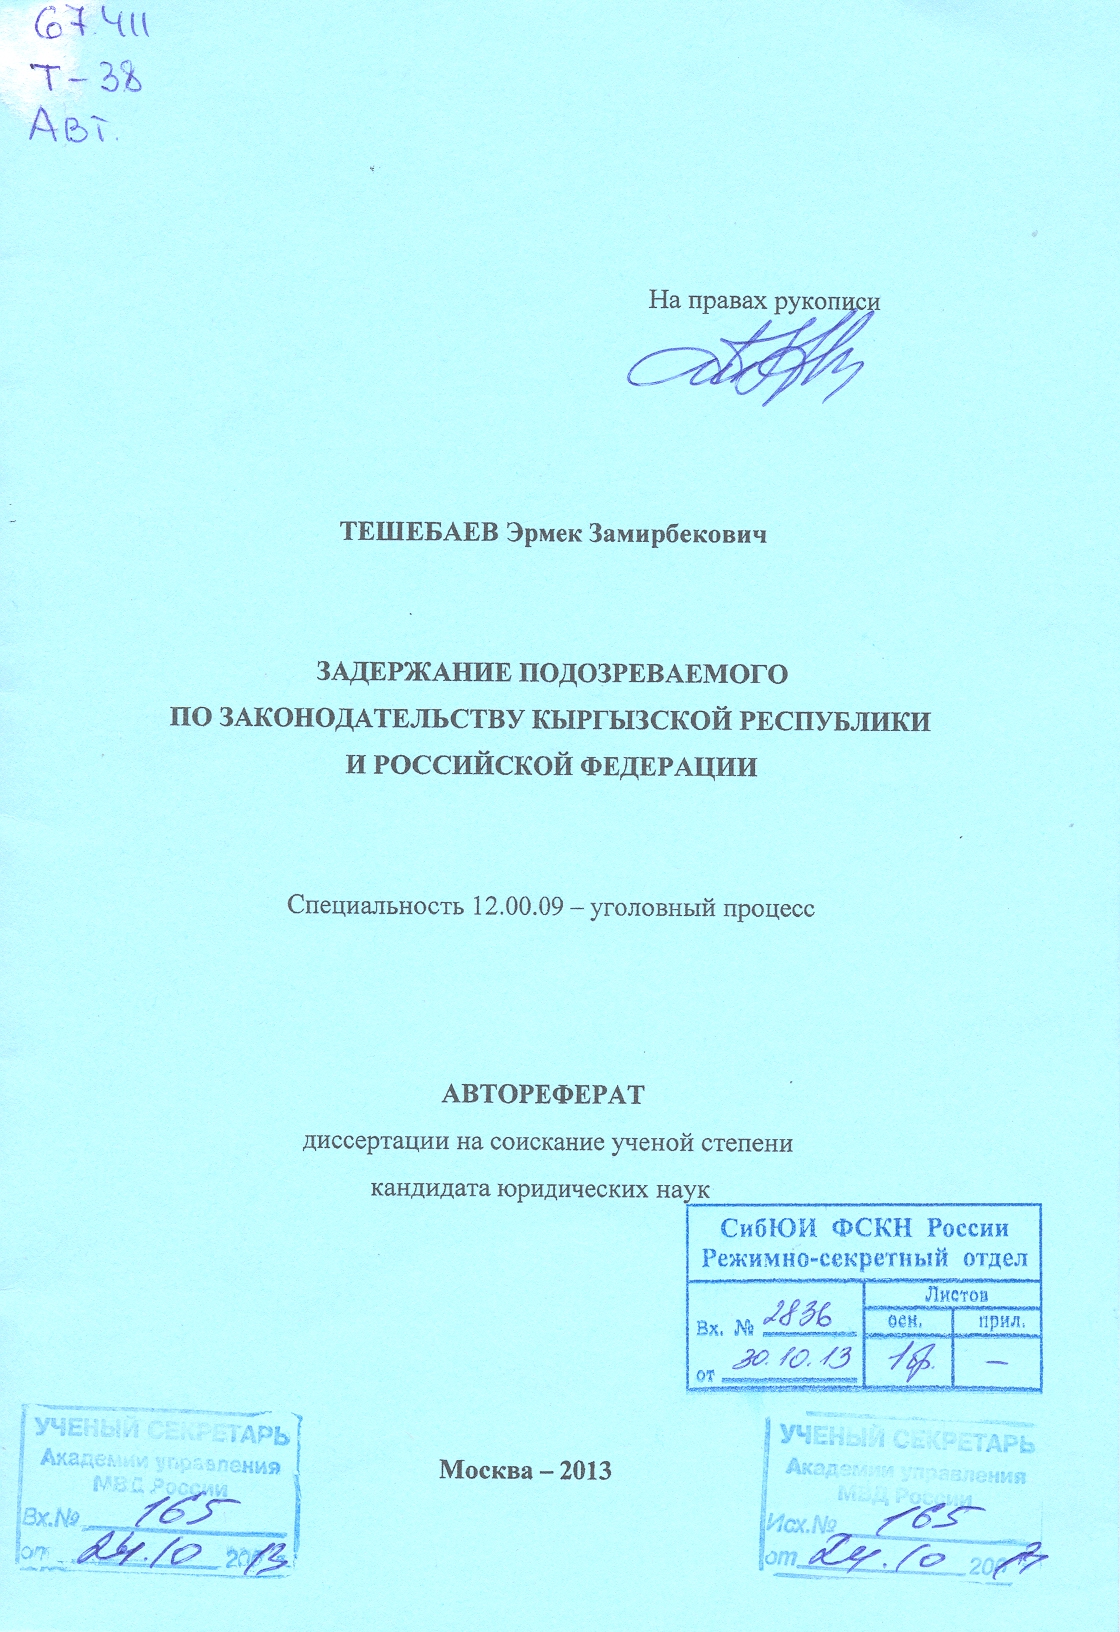 67.411
Т-38
Авт.
На правах рукописи
ТЕШЕБАЕВ Эрмек Замирбекович
ЗАДЕРЖАНИЕ ПОДОЗРЕВАЕМОГО
ПО ЗАКОНОДАТЕЛЬСТВУ КЫРГЫЗСКОЙ РЕСПУБЛИКИ
И РОССИЙСКОЙ ФЕДЕРАЦИИ
Специальность 12.00.09 – уголовный процесс
АВТОРЕФЕРАТ
диссертации на соискание ученой степени
кандидата юридических наук
СибЮИ ФСКН России
Режимно-секретный отдел
Листов
Вх. № 2836 осн. прил.
от 30.10.13 1бр. —
УЧЕНЫЙ СЕКРЕТАРЬ
Академии управления
МВД России
Вх.№ 165
от 24.10 2013
Москва – 2013
УЧЕНЫЙ СЕКРЕТАРЬ
Академии управления
МВД России
Исх.№ 165
от 24.10